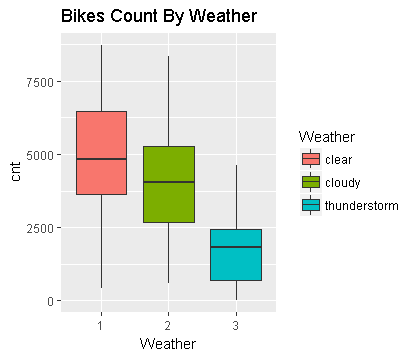 Bikes Count By Weather
7500
5000
2500
0
cnt
1 2 3
Weather
Weather
clear
cloudy
thunderstorm